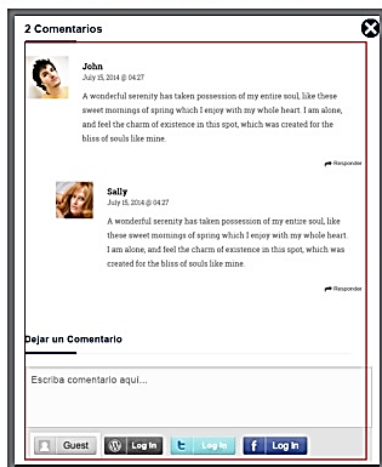 2 Comentarios
John
July 15, 2014 @ 04:27
A wonderful serenity has taken possession of my entire soul, like these
sweet mornings of spring which I enjoy with my whole heart. I am alone,
and feel the charm of existence in this spot, which was created for the
bliss of souls like mine.
Responder
Sally
July 15, 2014 @ 04:27
A wonderful serenity has taken possession of my entire soul, like
these sweet mornings of spring which I enjoy with my whole heart.
I am alone, and feel the charm of existence in this spot, which was
created for the bliss of souls like mine.
Responder
Dejar un Comentario
Escriba comentario aqui...
Guest Log In Log In Log In